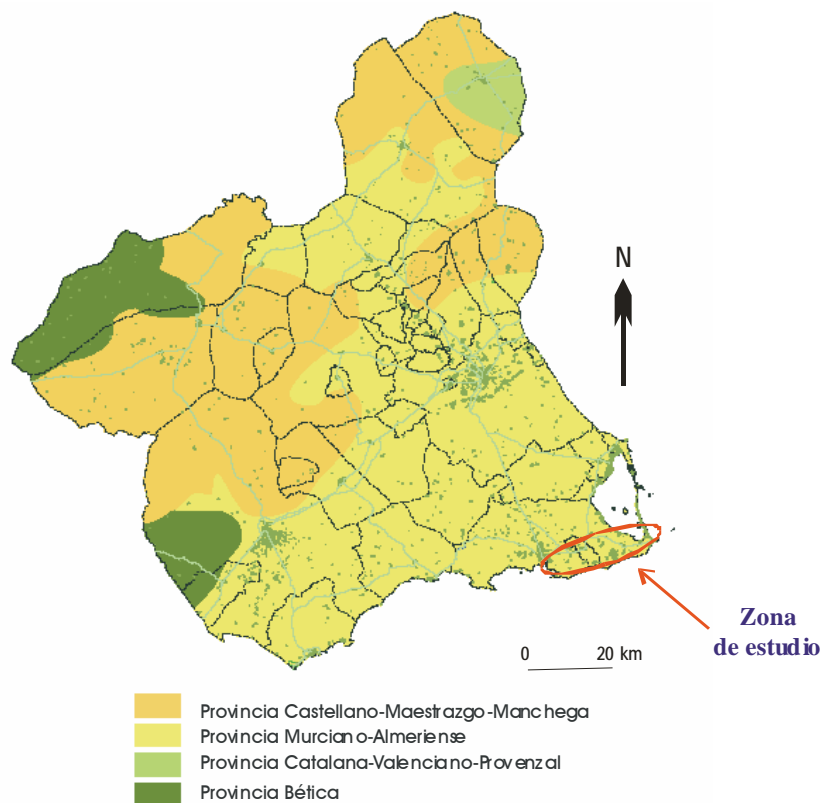 N
Zona
de estudio
0 20 km
Provincia Castellano-Maestrazgo-Manchega
Provincia Murciano-Almeriense
Provincia Catalana-Valenciano-Provenzal
Provincia Bética